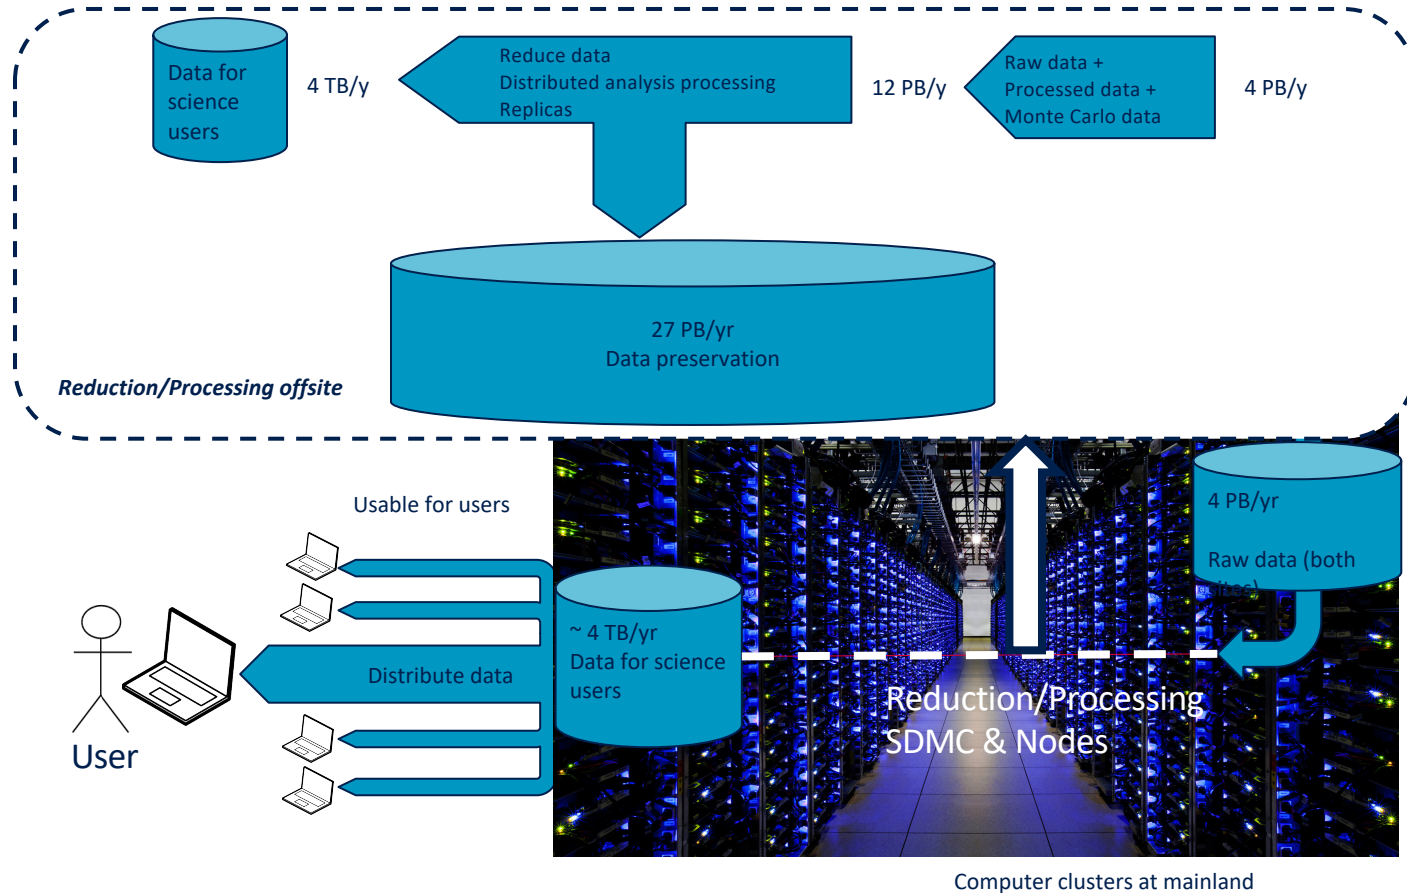 Data for
science
users
4 TB/y
Reduce data
Distributed analysis processing
Replicas
12 PB/y
Raw data +
Processed data +
Monte Carlo data
4 PB/y
27 PB/yr
Data preservation
Reduction/Processing offsite
Usable for users
4 PB/yr
Raw data (both
sites)
~ 4 TB/yr
Data for science
users
Distribute data
User
Reduction/Processing
SDMC & Nodes
Computer clusters at mainland